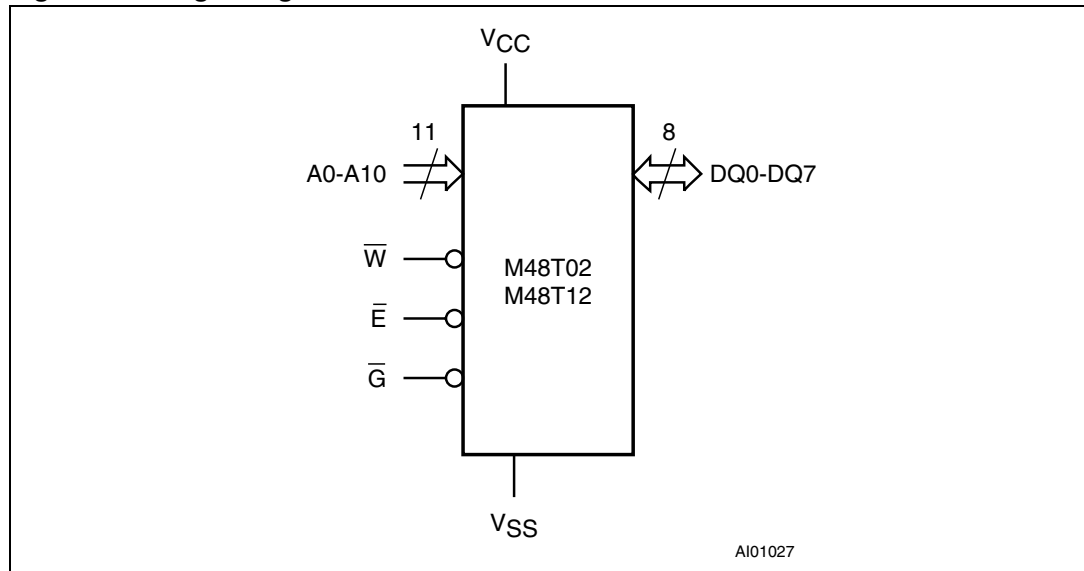 VCC
11
8
A0-A10
DQ0-DQ7
W̅
M48T02
M48T12
E̅
G̅
VSS
AI01027